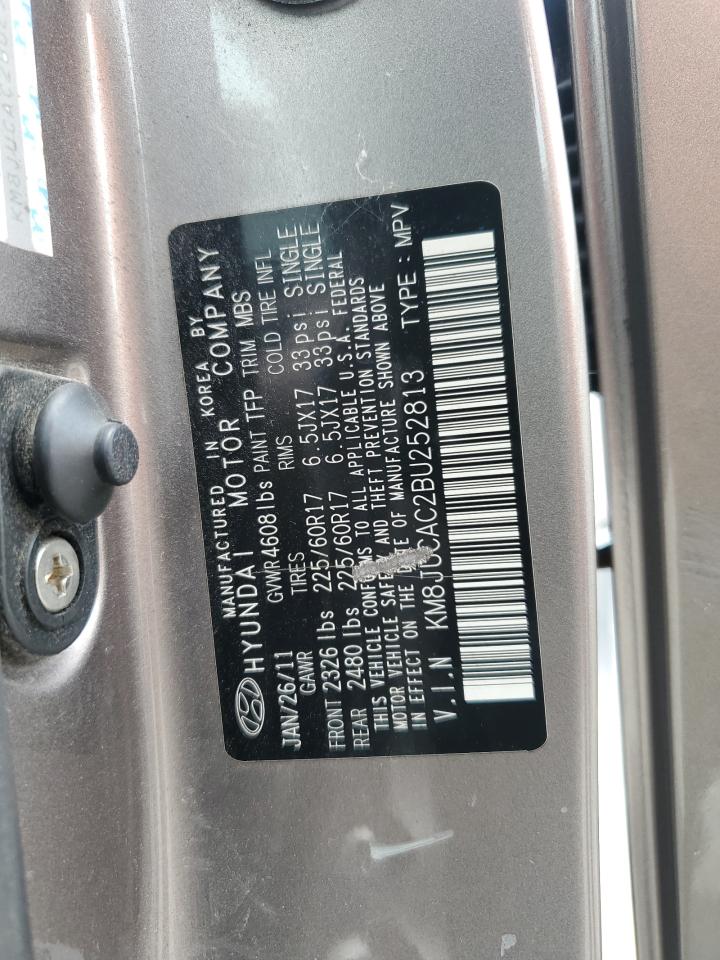 MANUFACTURED IN KOREA BY
HYUNDAI MOTOR COMPANY
JAN/26/11 GVWR4608lbs PAINT TFP TRIM MBS
GAWR TIRES RIMS COLD TIRE INFL
FRONT 2326 lbs 225/60R17 6.5JX17 33psi SINGLE
REAR 2480 lbs 225/60R17 6.5JX17 33psi SINGLE
THIS VEHICLE CONFORMS TO ALL APPLICABLE U.S.A. FEDERAL
MOTOR VEHICLE SAFETY AND THEFT PREVENTION STANDARDS
IN EFFECT ON THE DATE OF MANUFACTURE SHOWN ABOVE
V.I.N KM8JUCAC2BU252813 TYPE : MPV